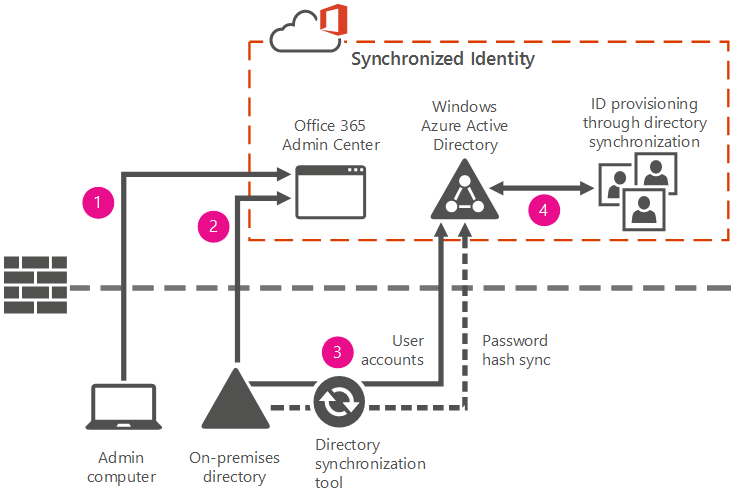 Synchronized Identity
Office 365
Admin Center
Windows
Azure Active
Directory
ID provisioning
through directory
synchronization
1
2
4
3
User
accounts
Password
hash sync
Admin
computer
On-premises
directory
Directory
synchronization
tool